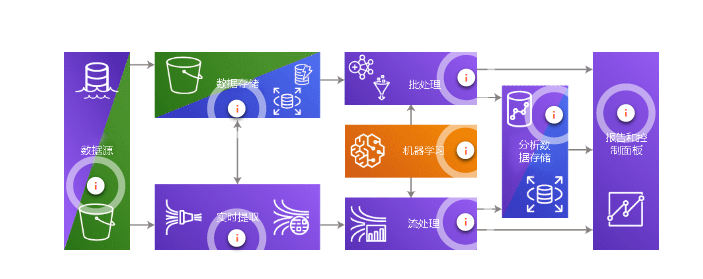 数据源
数据存储
实时提取
批处理
机器学习
流处理
分析数
据存储
报告和控
制面板